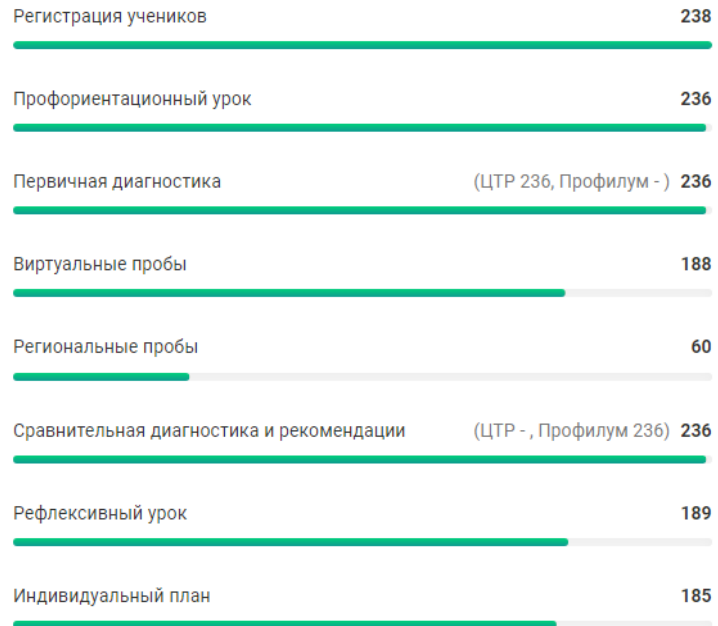 Регистрация учеников 238
Профориентационный урок 236
Первичная диагностика (ЦТР 236, Профилум - ) 236
Виртуальные пробы 188
Региональные пробы 60
Сравнительная диагностика и рекомендации (ЦТР - , Профилум 236) 236
Рефлексивный урок 189
Индивидуальный план 185